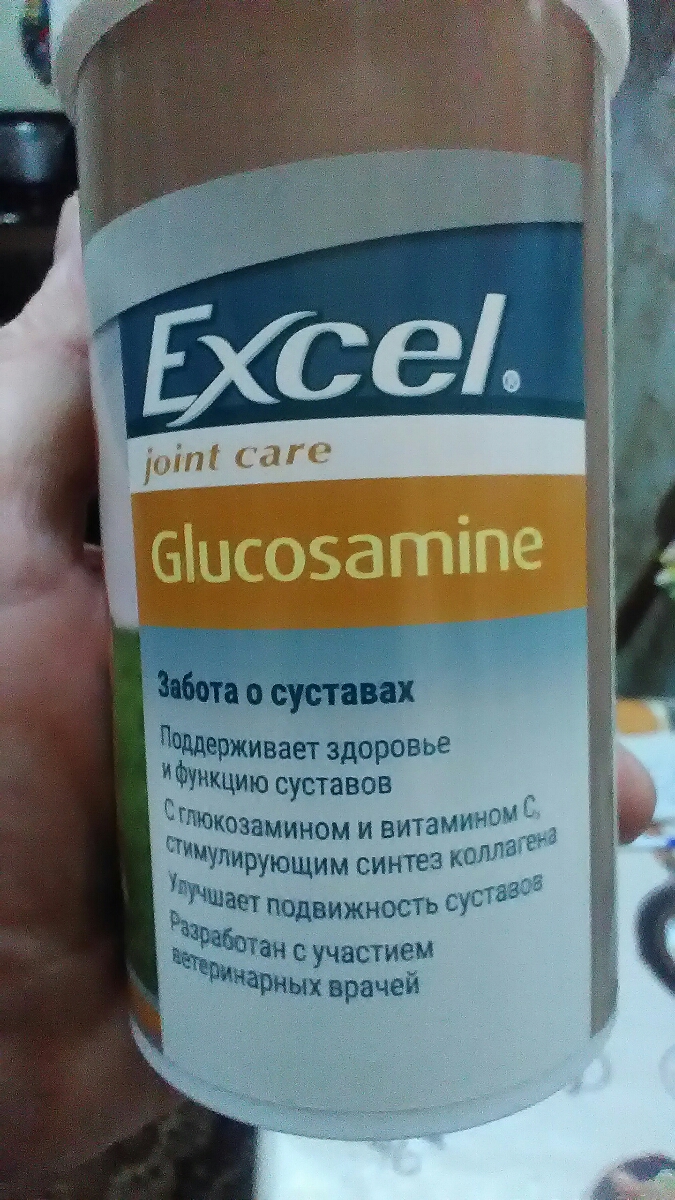 Excel®
joint care
Glucosamine
Забота о суставах
Поддерживает здоровье
и функцию суставов
С глюкозамином и витамином С,
стимулирующим синтез коллагена
Улучшает подвижность суставов
Разработан с участием
ветеринарных врачей